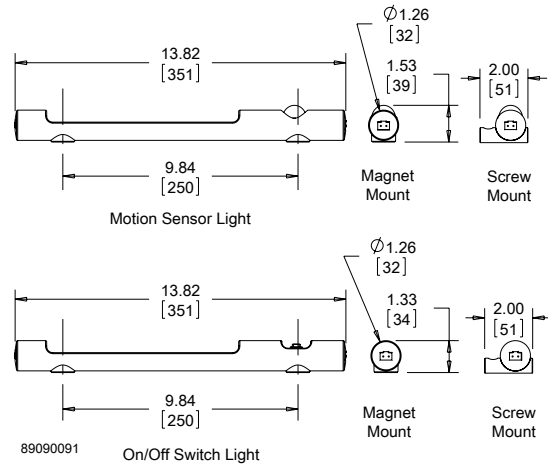 13.82
[351]
Ø1.26
[32]
1.53
[39]
2.00
[51]
9.84
[250]
Motion Sensor Light
Magnet
Mount
Screw
Mount
13.82
[351]
Ø1.26
[32]
1.33
[34]
2.00
[51]
9.84
[250]
Magnet
Mount
Screw
Mount
89090091
On/Off Switch Light